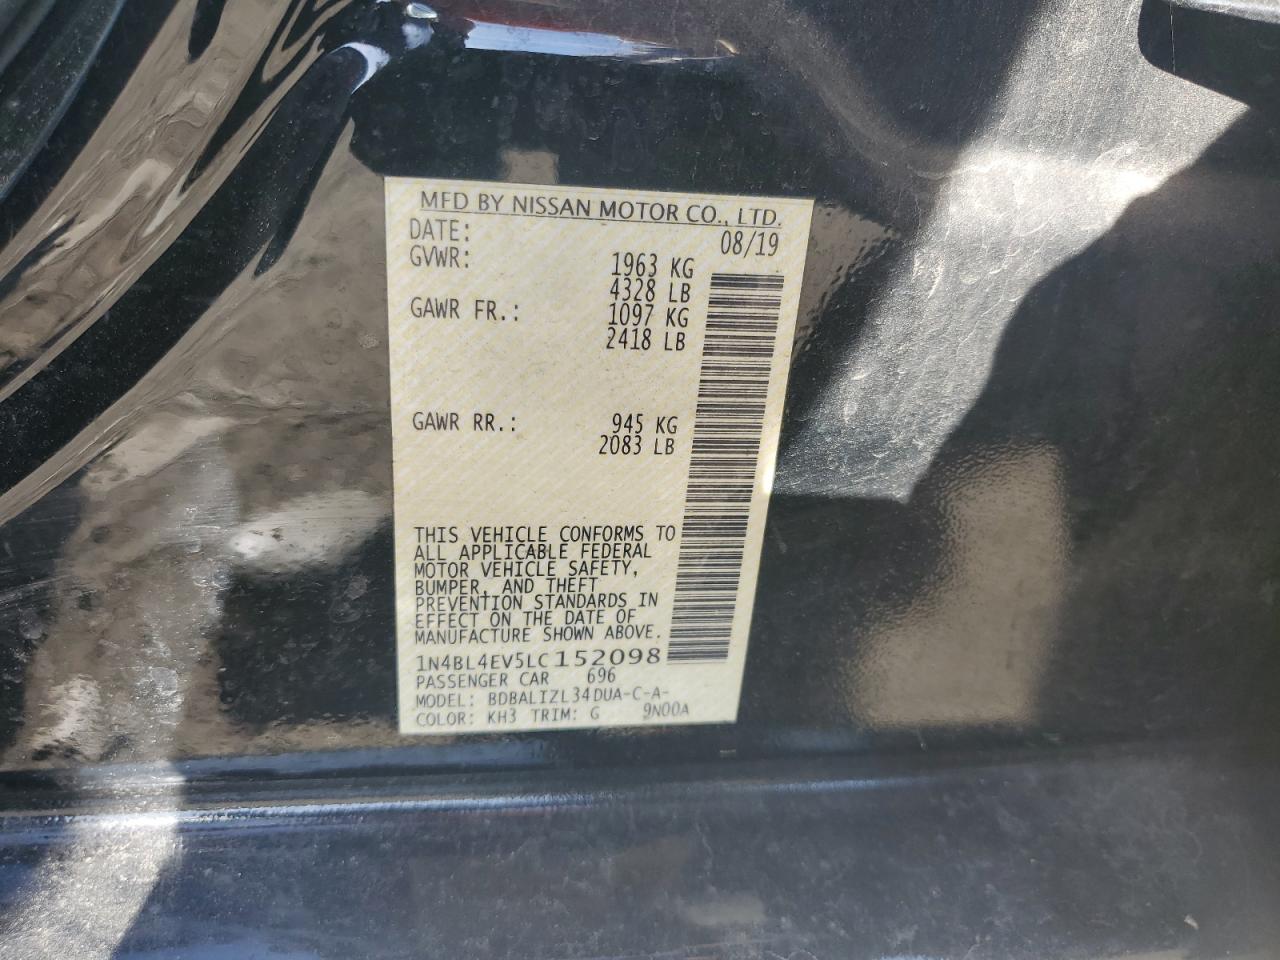 MFD BY NISSAN MOTOR CO., LTD.
DATE: 08/19
GVWR: 1963 KG
4328 LB
GAWR FR.: 1097 KG
2418 LB
GAWR RR.: 945 KG
2083 LB
THIS VEHICLE CONFORMS TO
ALL APPLICABLE FEDERAL
MOTOR VEHICLE SAFETY,
BUMPER, AND THEFT
PREVENTION STANDARDS IN
EFFECT ON THE DATE OF
MANUFACTURE SHOWN ABOVE.
1N4BL4EV5LC152098
PASSENGER CAR 696
MODEL: BDBALIZL34DUA-C-A-
COLOR: KH3 TRIM: G 9N00A